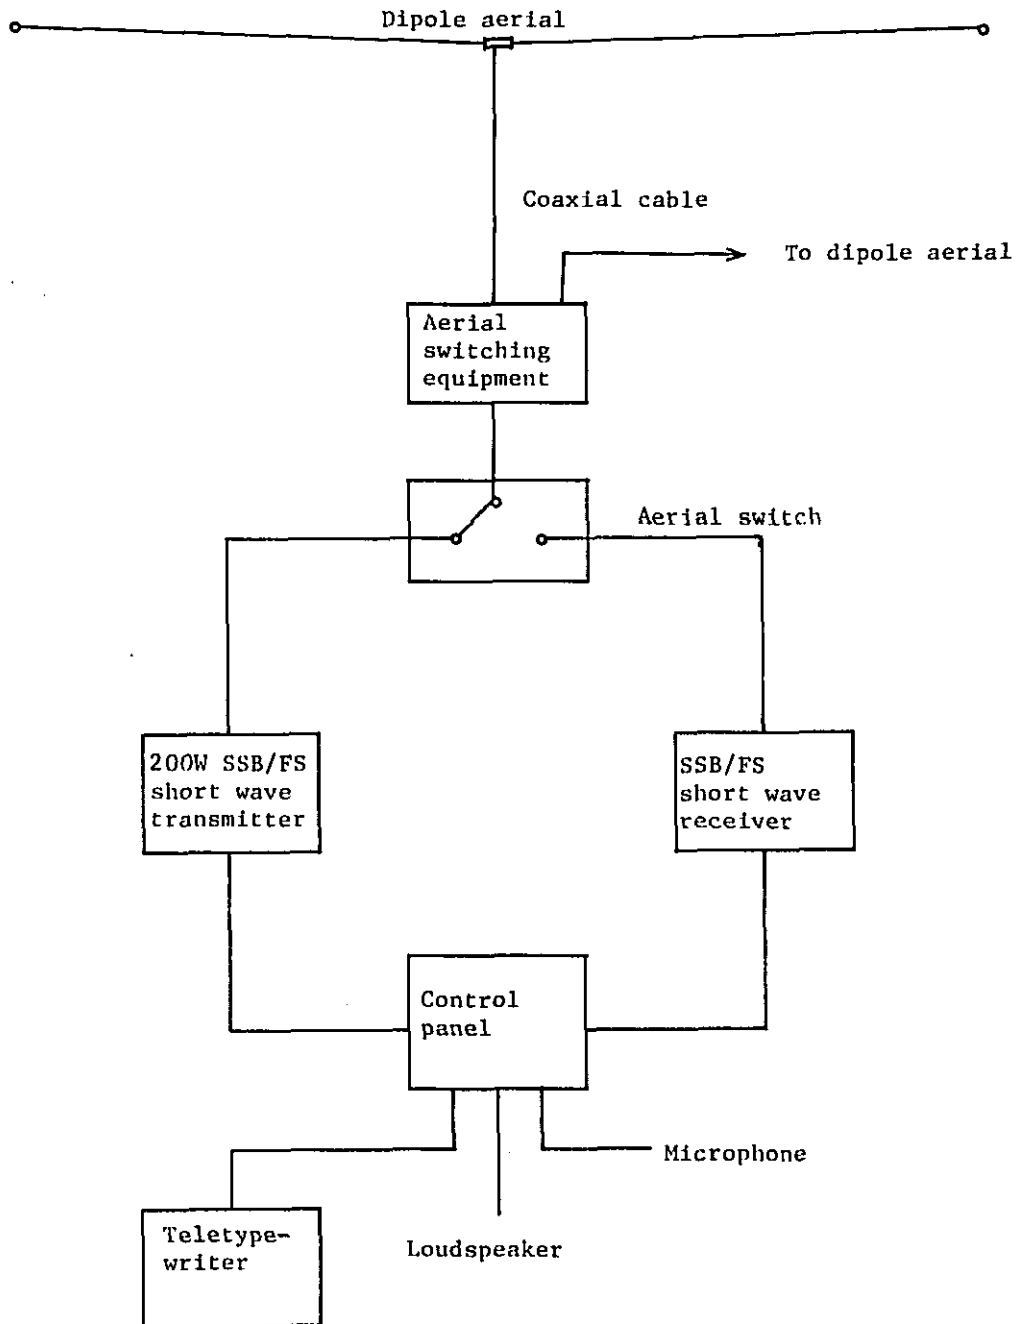 Dipole aerial
Coaxial cable
To dipole aerial
Aerial
switching
equipment
Aerial switch
200W SSB/FS
short wave
transmitter
SSB/FS
short wave
receiver
Control
panel
Microphone
Teletype-
writer
Loudspeaker